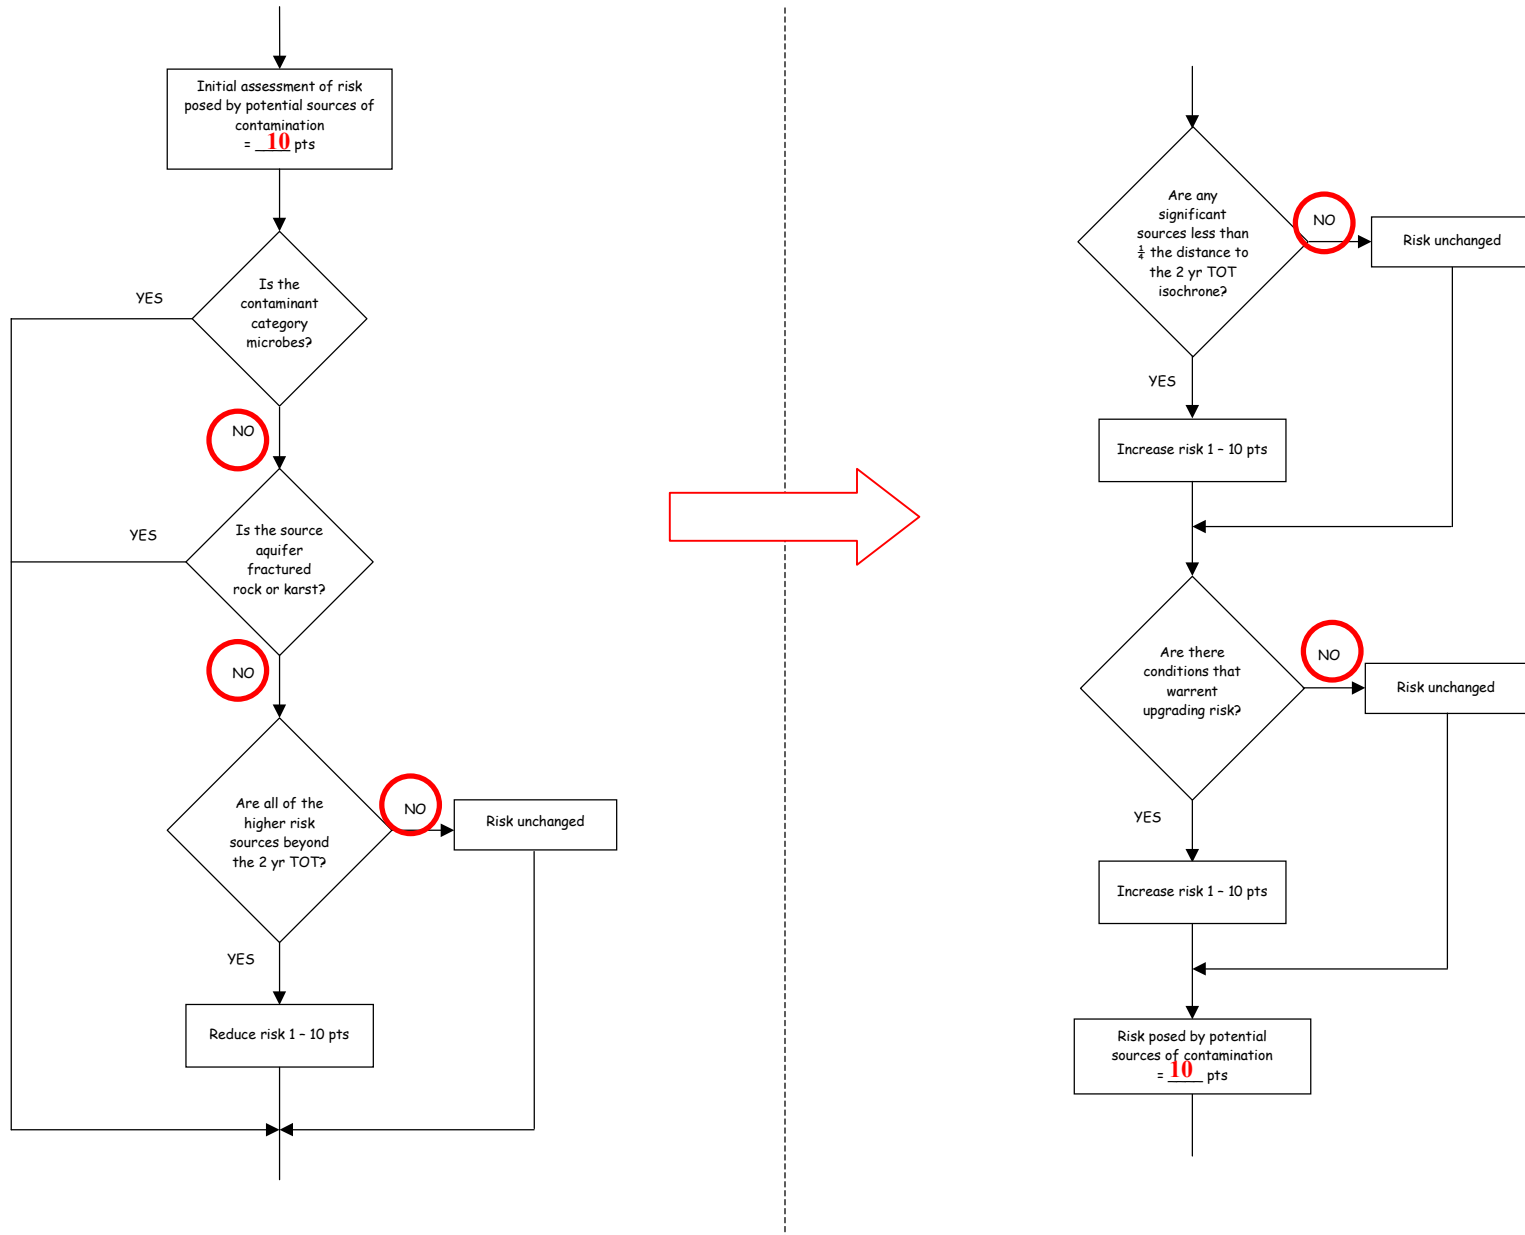 Initial assessment of risk
posed by potential sources of
contamination
= ____10 pts
Is the
contaminant
category
microbes?
YES
NO
Is the source
aquifer
fractured
rock or karst?
YES
NO
Are all of the
higher risk
sources beyond
the 2 yr TOT?
NO
Risk unchanged
YES
Reduce risk 1 – 10 pts
Are any
significant
sources less than
¼ the distance to
the 2 yr TOT
isochrone?
NO
Risk unchanged
YES
Increase risk 1 – 10 pts
Are there
conditions that
warrent
upgrading risk?
NO
Risk unchanged
YES
Increase risk 1 – 10 pts
Risk posed by potential
sources of contamination
= ____10 pts